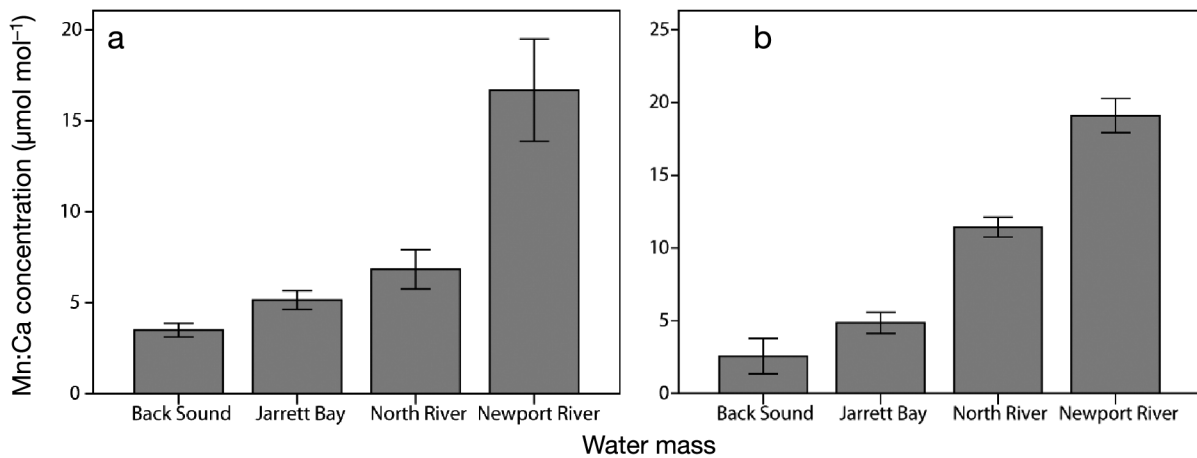 Mn:Ca concentration (µmol mol⁻¹)
a
20
15
10
5
0
Back Sound Jarrett Bay North River Newport River
b
25
20
15
10
5
0
Back Sound Jarrett Bay North River Newport River
Water mass